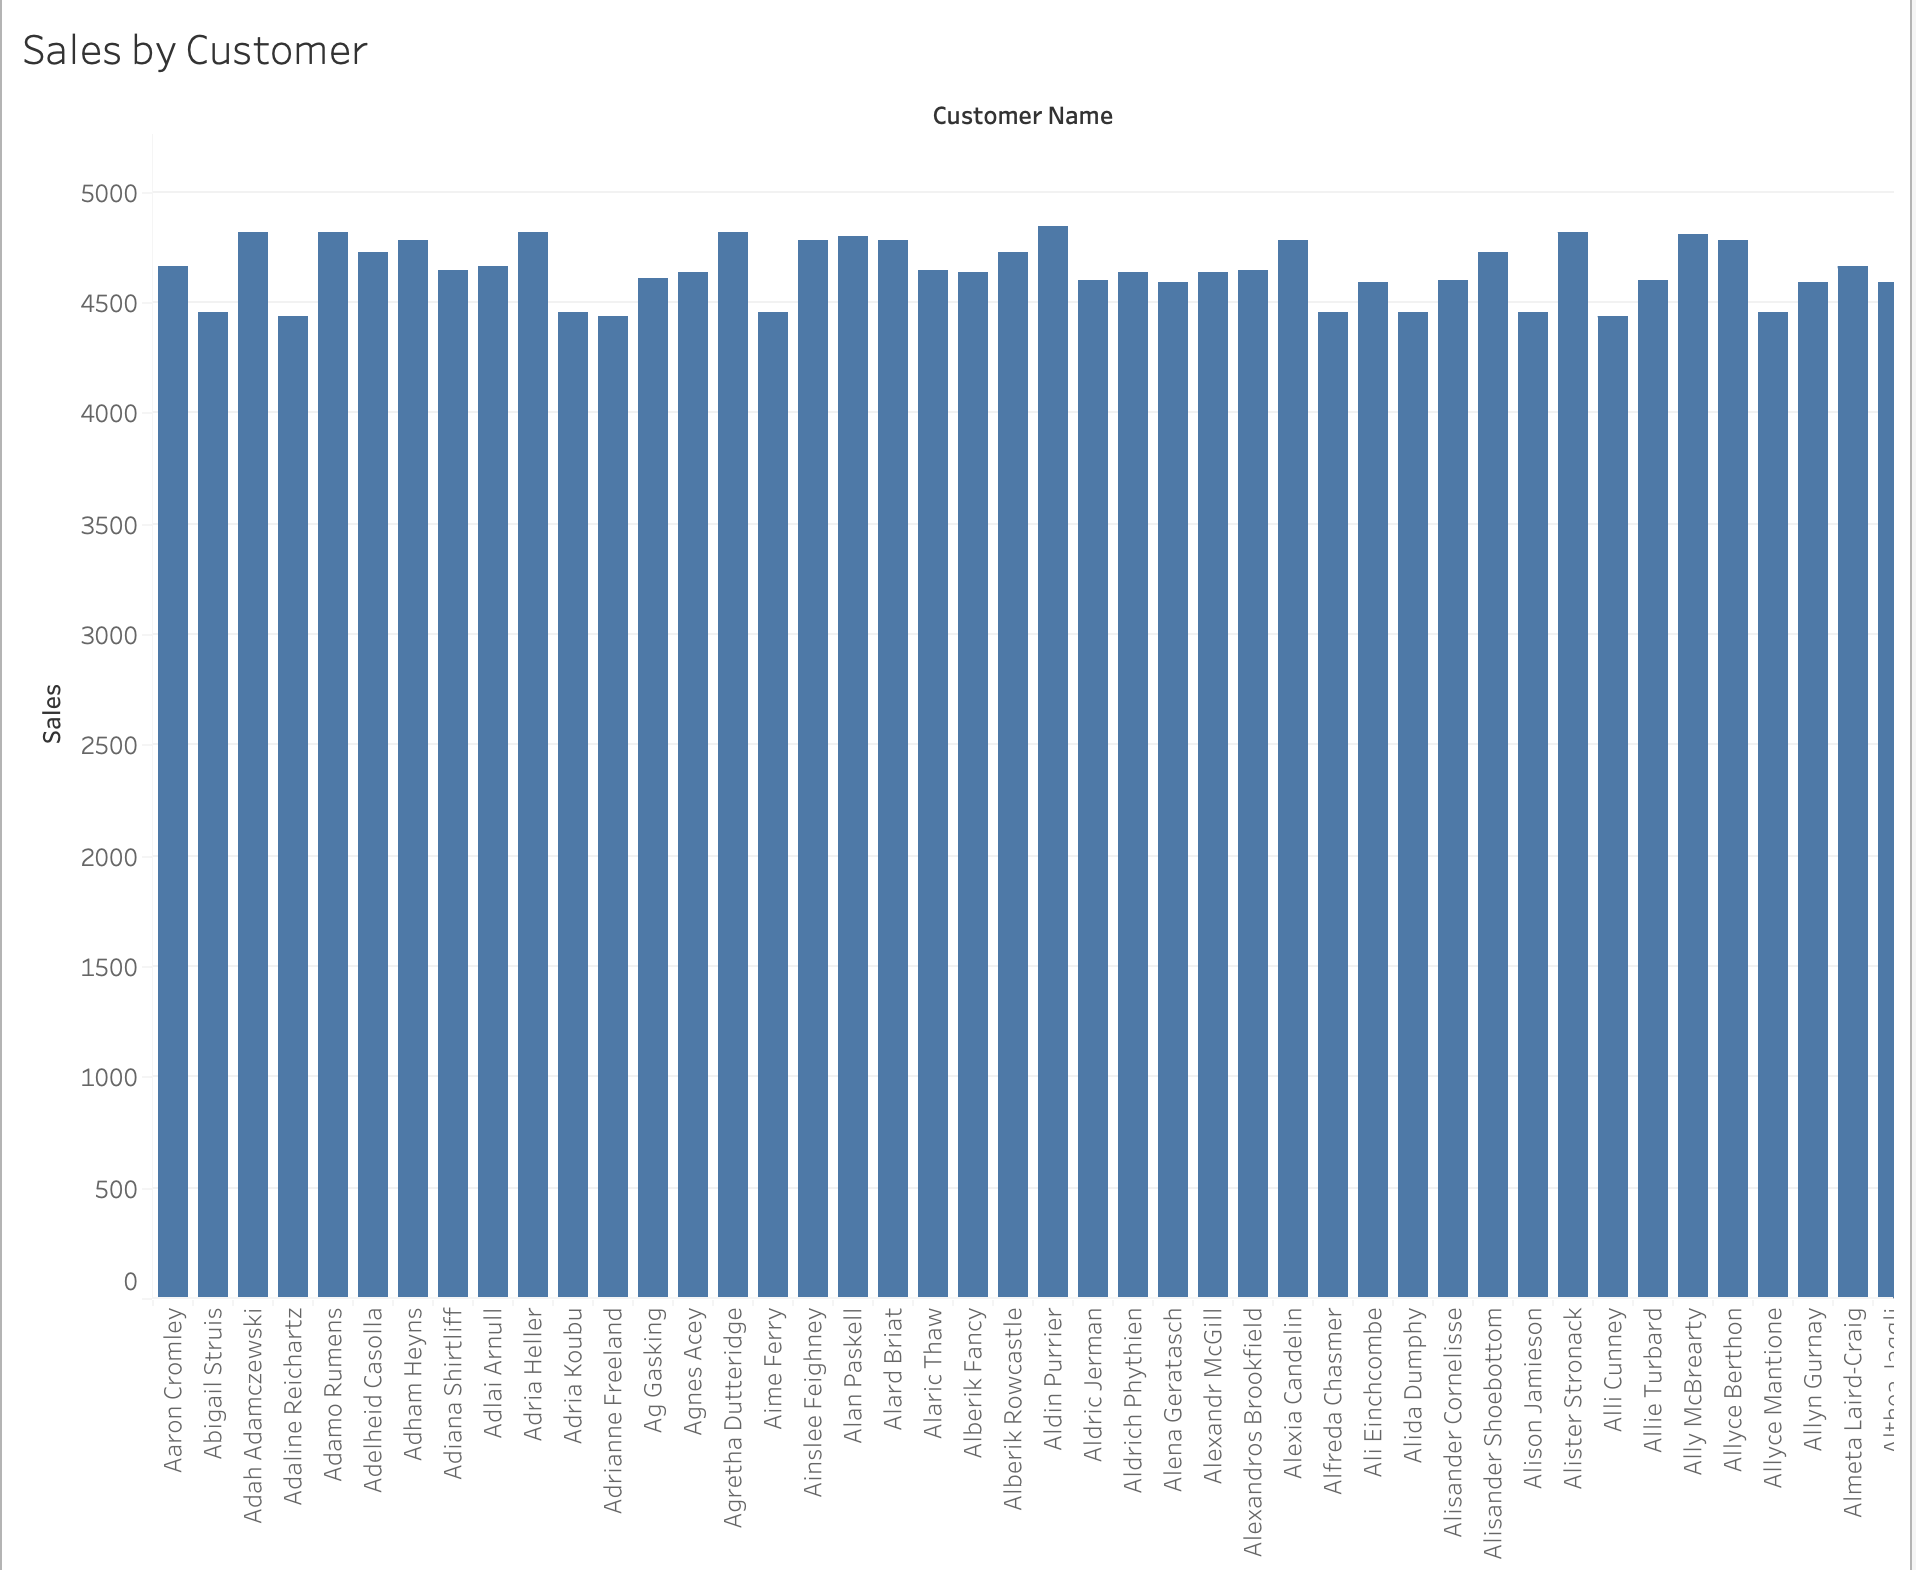 Sales by Customer
Customer Name
Sales
5000
4500
4000
3500
3000
2500
2000
1500
1000
500
0
Aaron Cromley
Abigail Struis
Adah Adamczewski
Adaline Reichartz
Adamo Rumens
Adelheid Casolla
Adham Heyns
Adiana Shirtliff
Adlai Arnull
Adria Heller
Adria Koubu
Adrianne Freeland
Ag Gasking
Agnes Acey
Agretha Dutteridge
Aime Ferry
Ainslee Feighney
Alan Paskell
Alard Briat
Alaric Thaw
Alberik Fancy
Alberik Rowcastle
Aldin Purrier
Aldric Jerman
Aldrich Phythien
Alena Geratasch
Alexandr McGill
Alexandros Brookfield
Alexia Candelin
Alfreda Chasmer
Ali Einchcombe
Alida Dumphy
Alisander Cornelisse
Alisander Shoebottom
Alison Jamieson
Alister Stronack
Alli Cunney
Allie Turbard
Ally McBrearty
Allyce Berthon
Allyce Mantione
Allyn Gurnay
Almeta Laird-Craig